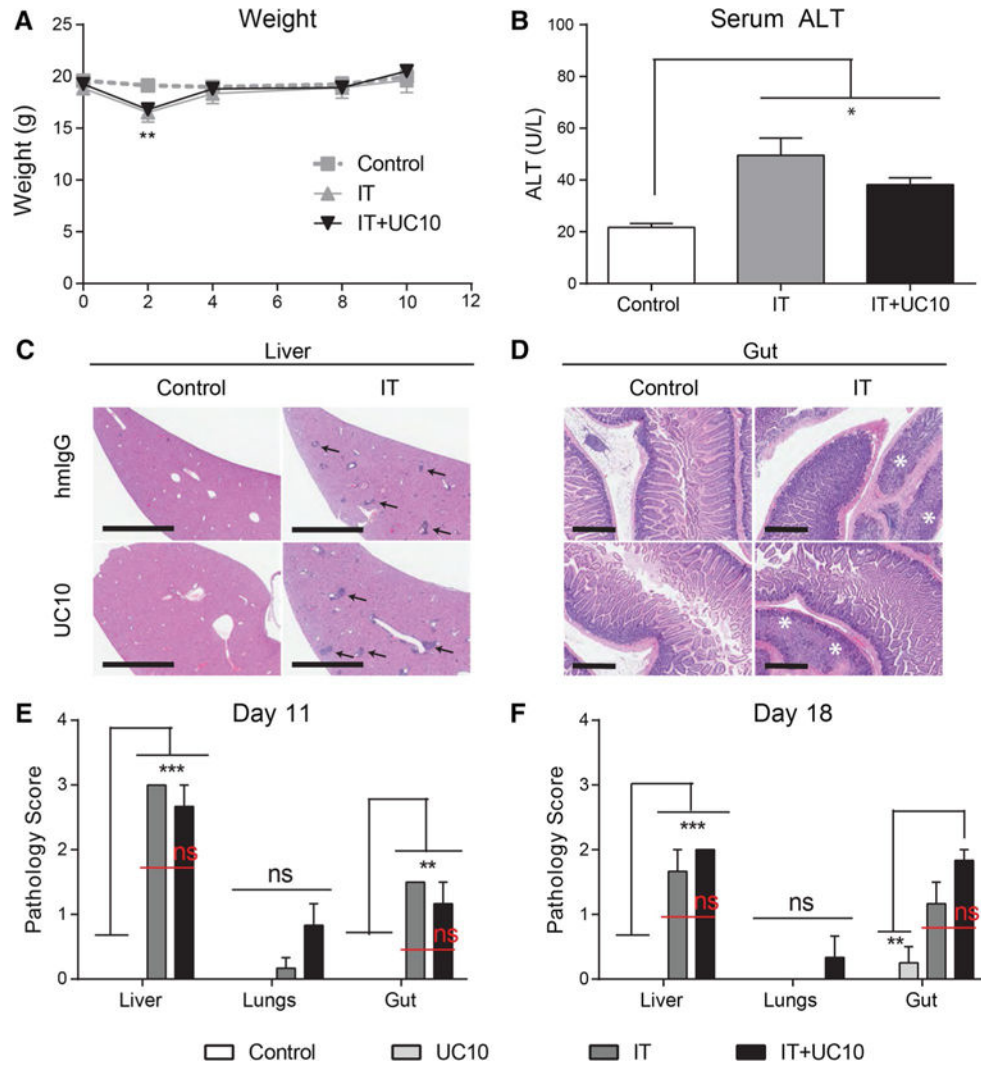 A Weight
25
20
15
10
5
0
Weight (g)
**
Control
IT
IT+UC10
0 2 4 6 8 10 12
B Serum ALT
100
80
60
40
20
0
ALT (U/L)
*
Control IT IT+UC10
C Liver
Control IT
hmIgG
UC10
D Gut
Control IT
*
*
*
*
E Day 11
4
3
2
1
0
Pathology Score
***
ns
ns
**
ns
Liver Lungs Gut
F Day 18
4
3
2
1
0
Pathology Score
***
ns
ns
**
ns
Liver Lungs Gut
Control UC10 IT IT+UC10